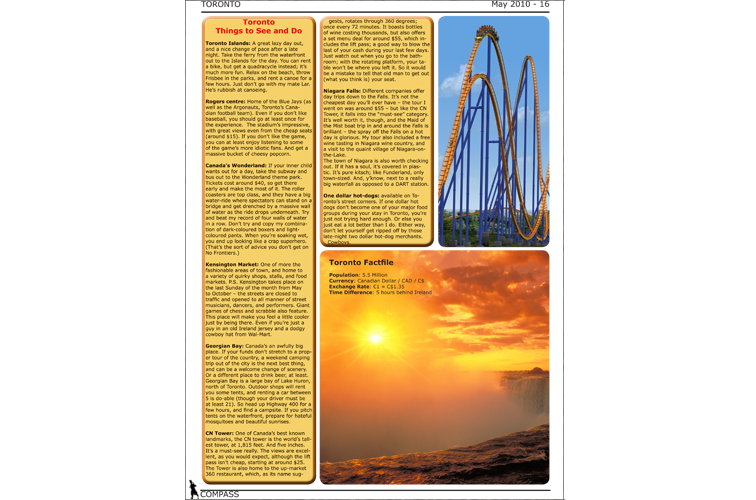 TORONTO
May 2010 - 16
Toronto
Things to See and Do
Toronto Islands: A great lazy day out,
and a nice change of pace after a late
night. Take the ferry from the waterfront
out to the Islands for the day. You can rent
a bike, but get a quadracycle instead; it's
much more fun. Relax on the beach, throw
Frisbee in the parks, and rent a canoe for a
few hours. Just don't go with my mate Lar.
He's rubbish at canoeing.
Rogers centre: Home of the Blue Jays (as
well as the Argonauts, Toronto's Cana-
dian football team). Even if you don't like
baseball, you should go at least once for
the experience. The stadium's impressive,
with great views even from the cheap seats
(around $15). If you don't like the game,
you can at least enjoy listening to some
of the game's more idiotic fans. And get a
massive bucket of cheesy popcorn.
Canada's Wonderland: If your inner child
wants out for a day, take the subway and
bus out to the Wonderland theme park.
Tickets cost around $40, so get there
early and make the most of it. The roller
coasters are top class, and they have a big
water-ride where spectators can stand on a
bridge and get drenched by a massive wall
of water as the ride drops underneath. Try
and beat my record of four walls of water
in a row. Don't try and copy my combina-
tion of dark-coloured boxers and light-
coloured pants. When you're soaking wet,
you end up looking like a crap superhero.
(That's the sort of advice you don't get on
No Frontiers.)
Kensington Market: One of the more
fashionable areas of town, and home to
a variety of quirky shops, stalls, and food
markets. P.S. Kensington takes place on
the last Sunday of the month from May
to October – the streets are closed to
traffic and opened to all manner of street
musicians, dancers, and performers. Giant
games of chess and scrabble also feature.
This place will make you feel a little cooler
just by being there. Even if you're just a
guy in an old Ireland jersey and a dodgy
cowboy hat from Wal-Mart.
Georgian Bay: Canada's an awfully big
place. If your funds don't stretch to a prop-
er tour of the country, a weekend camping
trip out of the city is the next best thing,
and can be a welcome change of scenery.
Or a different place to drink beer, at least.
Georgian Bay is a large bay of Lake Huron,
north of Toronto. Outdoor shops will rent
you some tents, and renting a car between
5 is do-able (though your driver must be
at least 21). So head up Highway 400 for a
few hours, and find a campsite. If you pitch
tents on the waterfront, prepare for hateful
mosquitoes and beautiful sunrises.
CN Tower: One of Canada's best known
landmarks, the CN tower is the world's tall-
est tower, at 1,815 feet. And five inches.
It's a must-see really. The views are excel-
lent, as you would expect, although the lift
pass isn't cheap, starting at around $25.
The Tower is also home to the up-market
360 restaurant, which, as its name sug-
gests, rotates through 360 degrees;
once every 72 minutes. It boasts bottles
of wine costing thousands, but also offers
a set menu deal for around $55, which in-
cludes the lift pass; a good way to blow the
last of your cash during your last few days.
Just watch out when you go to the bath-
room; with the rotating platform, your ta-
ble won't be where you left it. So it would
be a mistake to tell that old man to get out
(what you think is) your seat.
Niagara Falls: Different companies offer
day trips down to the Falls. It's not the
cheapest day you'll ever have – the tour I
went on was around $55 – but like the CN
Tower, it falls into the "must-see" category.
It's well worth it, though, and the Maid of
the Mist boat trip in and around the Falls is
brilliant – the spray off the Falls on a hot
day is glorious. My tour also included a free
wine tasting in Niagara wine country, and
a visit to the quaint village of Niagara-on-
the-Lake.
The town of Niagara is also worth checking
out. If it has a soul, it's covered in plas-
tic. It's pure kitsch; like Funderland, only
town-sized. And, y'know, next to a really
big waterfall as opposed to a DART station.
One dollar hot-dogs: available on To-
ronto's street corners. If one dollar hot
dogs don't become one of your major food
groups during your stay in Toronto, you're
just not trying hard enough. Or else you
just eat a lot better than I do. Either way,
don't let yourself get ripped off by those
late-night two dollar hot-dog merchants.
Cowboys.
Toronto Factfile
Population: 5.5 Million
Currency: Canadian Dollar / CAD / C$
Exchange Rate: €1 = C$1.35
Time Difference: 5 hours behind Ireland
COMPASS